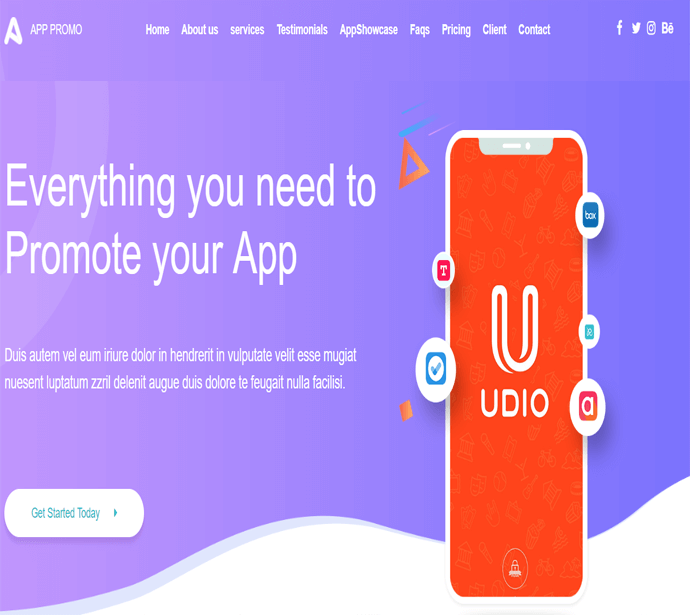 APP PROMO
Home About us services Testimonials AppShowcase Faqs Pricing Client Contact
Bē
Everything you need to
Promote your App
Duis autem vel eum iriure dolor in hendrerit in vulputate velit esse mugiat
nuesent luptatum zzril delenit augue duis dolore te feugait nulla facilisi.
Get Started Today
box
T
UDIO
a